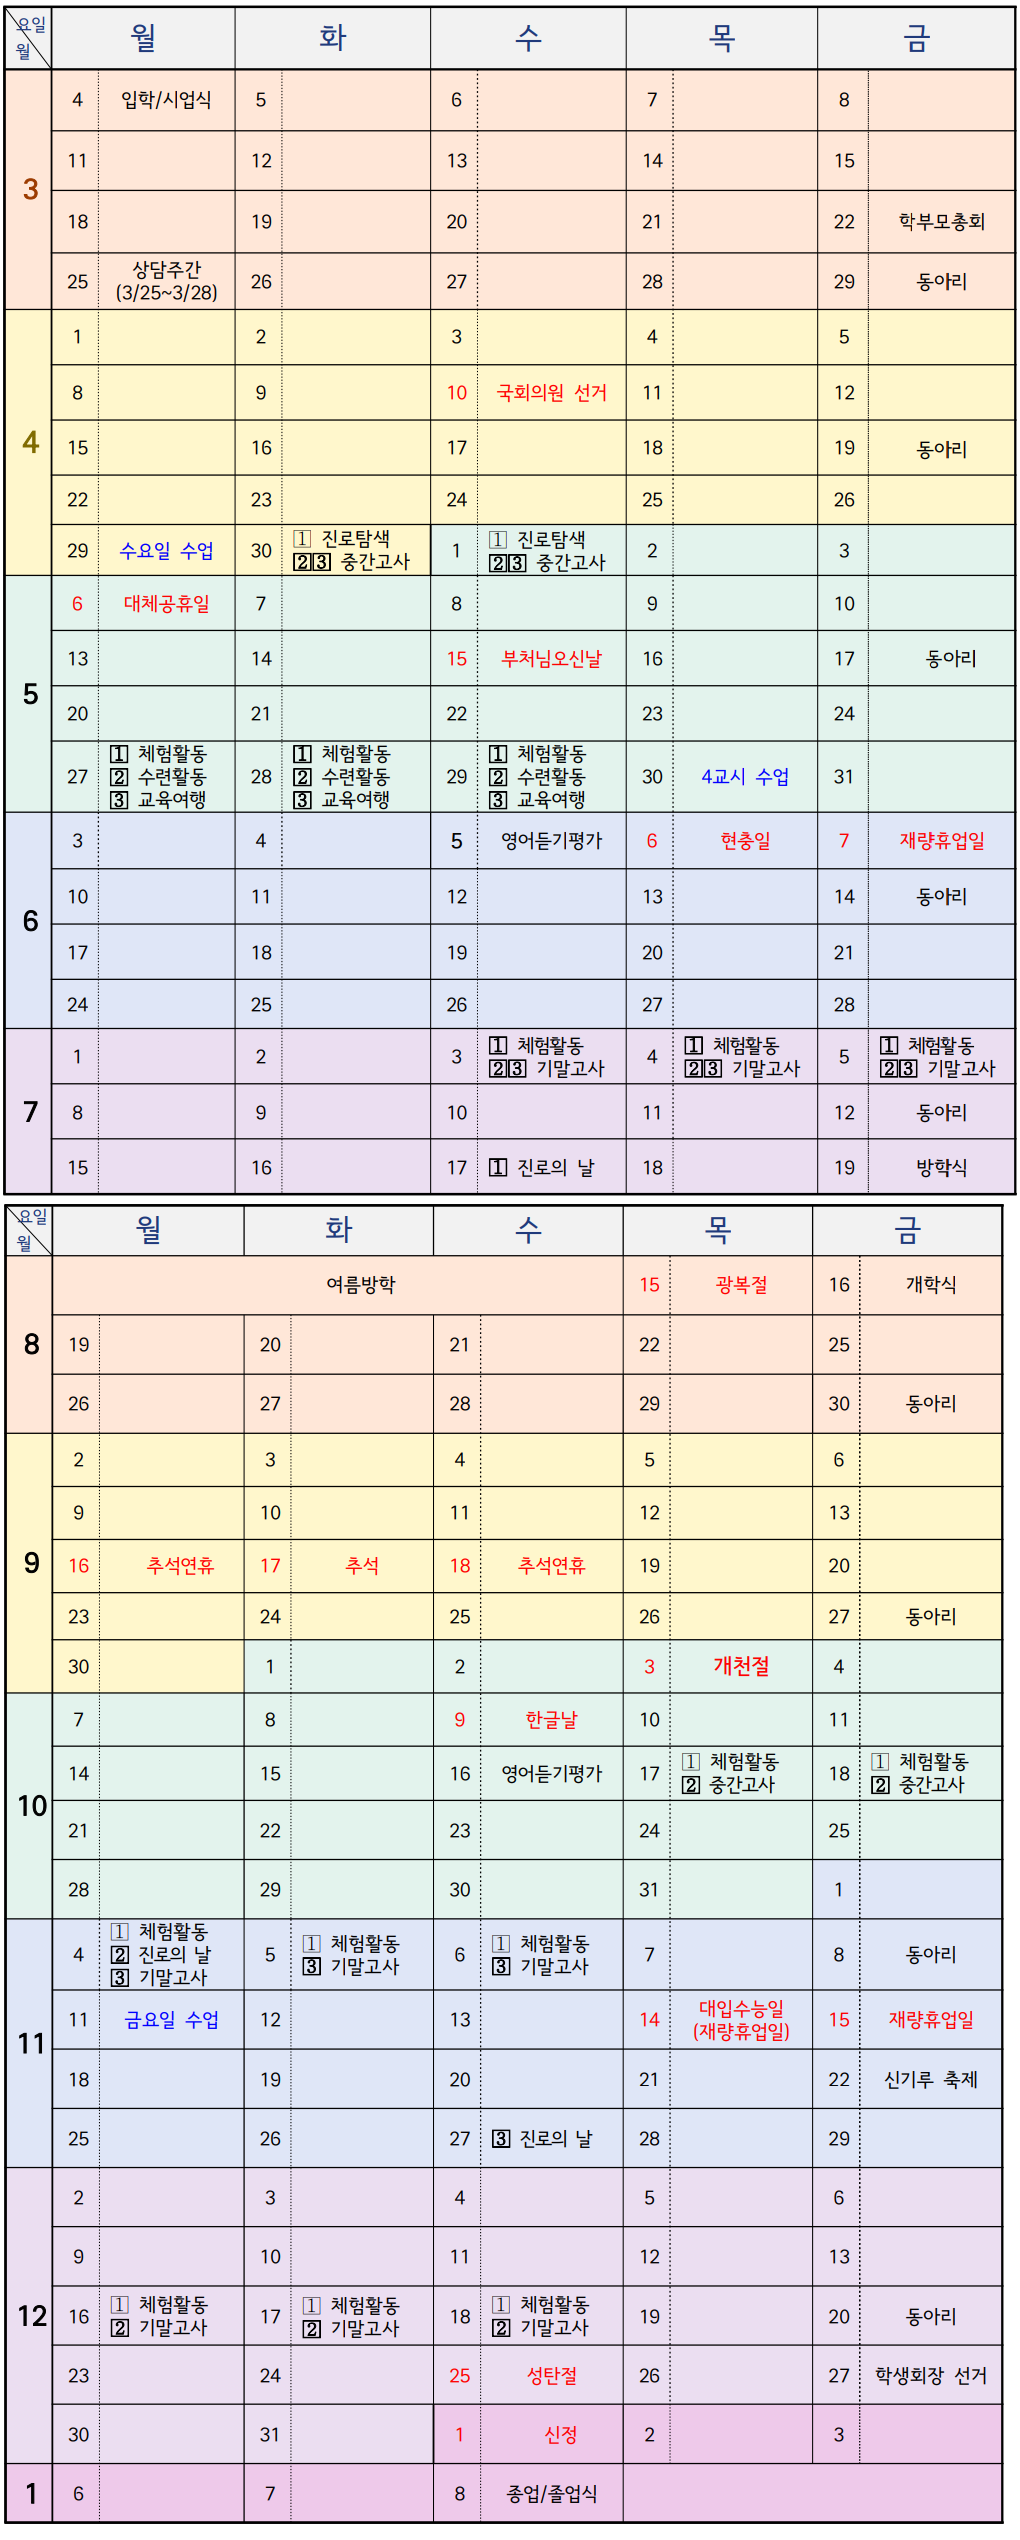 요일
월
월 화 수 목 금
3
4 입학/시업식 5 6 7 8
11 12 13 14 15
18 19 20 21 22 학부모총회
25 상담주간 (3/25~3/28) 26 27 28 29 동아리
4
1 2 3 4 5
8 9 10 국회의원 선거 11 12
15 16 17 18 19 동아리
22 23 24 25 26
29 수요일 수업 30 1 진로탐색 23 중간고사 1 1 진로탐색 23 중간고사 2 3
5
6 대체공휴일 7 8 9 10
13 14 15 부처님오신날 16 17 동아리
20 21 22 23 24
27 1 체험활동 2 수련활동 3 교육여행 28 1 체험활동 2 수련활동 3 교육여행 29 1 체험활동 2 수련활동 3 교육여행 30 4교시 수업 31
6
3 4 5 영어듣기평가 6 현충일 7 재량휴업일
10 11 12 13 14 동아리
17 18 19 20 21
24 25 26 27 28
7
1 2 3 1 체험활동 23 기말고사 4 1 체험활동 23 기말고사 5 1 체험활동 23 기말고사
8 9 10 11 12 동아리
15 16 17 1 진로의 날 18 19 방학식
요일
월
월 화 수 목 금
8
여름방학 15 광복절 16 개학식
19 20 21 22 25
26 27 28 29 30 동아리
9
2 3 4 5 6
9 10 11 12 13
16 추석연휴 17 추석 18 추석연휴 19 20
23 24 25 26 27 동아리
30 1 2 3 개천절 4
10
7 8 9 한글날 10 11
14 15 16 영어듣기평가 17 1 체험활동 2 중간고사 18 1 체험활동 2 중간고사
21 22 23 24 25
28 29 30 31 1
11
4 1 체험활동 2 진로의 날 3 기말고사 5 1 체험활동 3 기말고사 6 1 체험활동 3 기말고사 7 8 동아리
11 금요일 수업 12 13 14 대입수능일 (재량휴업일) 15 재량휴업일
18 19 20 21 22 신기루 축제
25 26 27 3 진로의 날 28 29
12
2 3 4 5 6
9 10 11 12 13
16 1 체험활동 2 기말고사 17 1 체험활동 2 기말고사 18 1 체험활동 2 기말고사 19 20 동아리
23 24 25 성탄절 26 27 학생회장 선거
30 31 1 신정 2 3
1
6 7 8 종업/졸업식